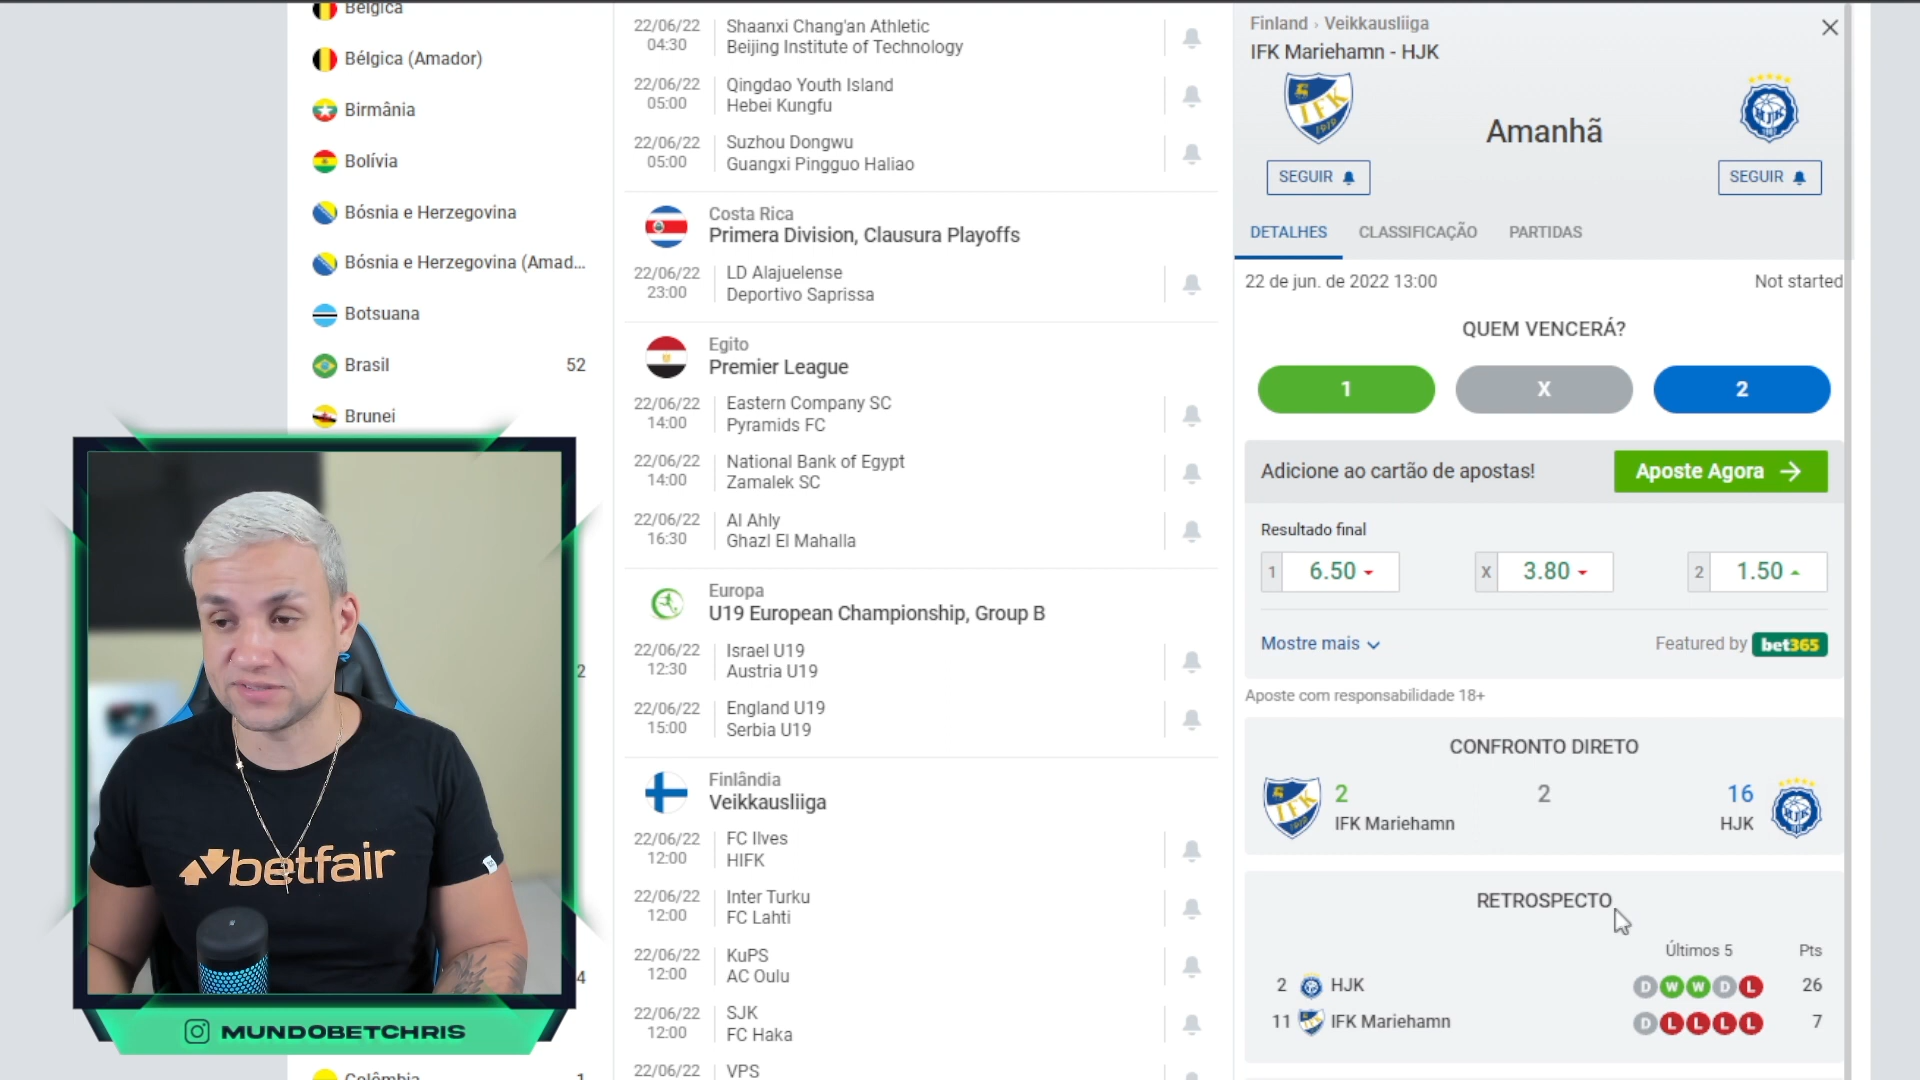 Bélgica
Bélgica (Amador)
Birmânia
Bolívia
Bósnia e Herzegovina
Bósnia e Herzegovina (Amad...
Botsuana
Brasil 52
Brunei
2
4
Colômbia 1
betfair
MUNDOBETCHRIS
22/06/22 Shaanxi Chang'an Athletic
04:30 Beijing Institute of Technology
22/06/22 Qingdao Youth Island
05:00 Hebei Kungfu
22/06/22 Suzhou Dongwu
05:00 Guangxi Pingguo Haliao
Costa Rica
Primera Division, Clausura Playoffs
22/06/22 LD Alajuelense
23:00 Deportivo Saprissa
Egito
Premier League
22/06/22 Eastern Company SC
14:00 Pyramids FC
22/06/22 National Bank of Egypt
14:00 Zamalek SC
22/06/22 Al Ahly
16:30 Ghazl El Mahalla
Europa
U19 European Championship, Group B
22/06/22 Israel U19
12:30 Austria U19
22/06/22 England U19
15:00 Serbia U19
Finlândia
Veikkausliiga
22/06/22 FC Ilves
12:00 HIFK
22/06/22 Inter Turku
12:00 FC Lahti
22/06/22 KuPS
12:00 AC Oulu
22/06/22 SJK
12:00 FC Haka
22/06/22 VPS
Finland › Veikkausliiga
IFK Mariehamn - HJK
IFK
1919
HJK
Amanhã
SEGUIR SEGUIR
DETALHES CLASSIFICAÇÃO PARTIDAS
22 de jun. de 2022 13:00 Not started
QUEM VENCERÁ?
1 X 2
Adicione ao cartão de apostas! Aposte Agora
Resultado final
1 6.50 X 3.80 2 1.50
Mostre mais Featured by bet365
Aposte com responsabilidade 18+
CONFRONTO DIRETO
2 2 16
IFK Mariehamn HJK
RETROSPECTO
Últimos 5 Pts
2 HJK D W W D L 26
11 IFK Mariehamn D L L L L 7